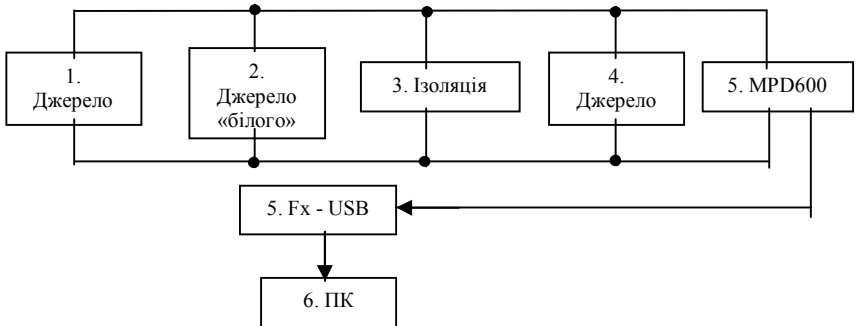 1.
Джерело
2.
Джерело
«білого»
3. Ізоляція
4.
Джерело
5. MPD600
5. Fx - USB
6. ПК